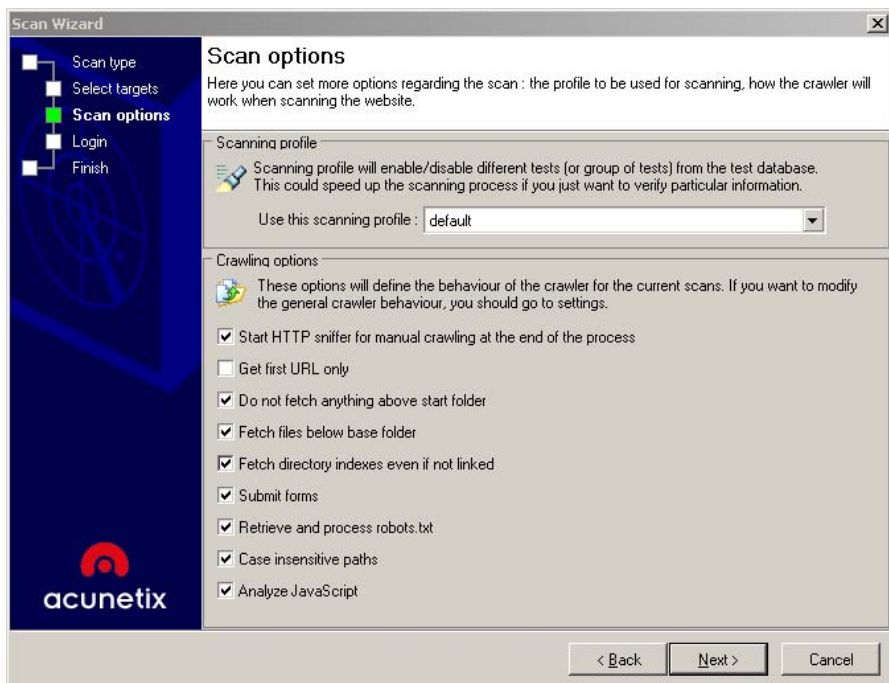 Scan Wizard
Scan type
Select targets
Scan options
Login
Finish
acunetix
Scan options
Here you can set more options regarding the scan : the profile to be used for scanning, how the crawler will
work when scanning the website.
Scanning profile
Scanning profile will enable/disable different tests (or group of tests) from the test database.
This could speed up the scanning process if you just want to verify particular information.
Use this scanning profile : default
Crawling options
These options will define the behaviour of the crawler for the current scans. If you want to modify
the general crawler behaviour, you should go to settings.
Start HTTP sniffer for manual crawling at the end of the process
Get first URL only
Do not fetch anything above start folder
Fetch files below base folder
Fetch directory indexes even if not linked
Submit forms
Retrieve and process robots.txt
Case insensitive paths
Analyze JavaScript
< Back Next > Cancel